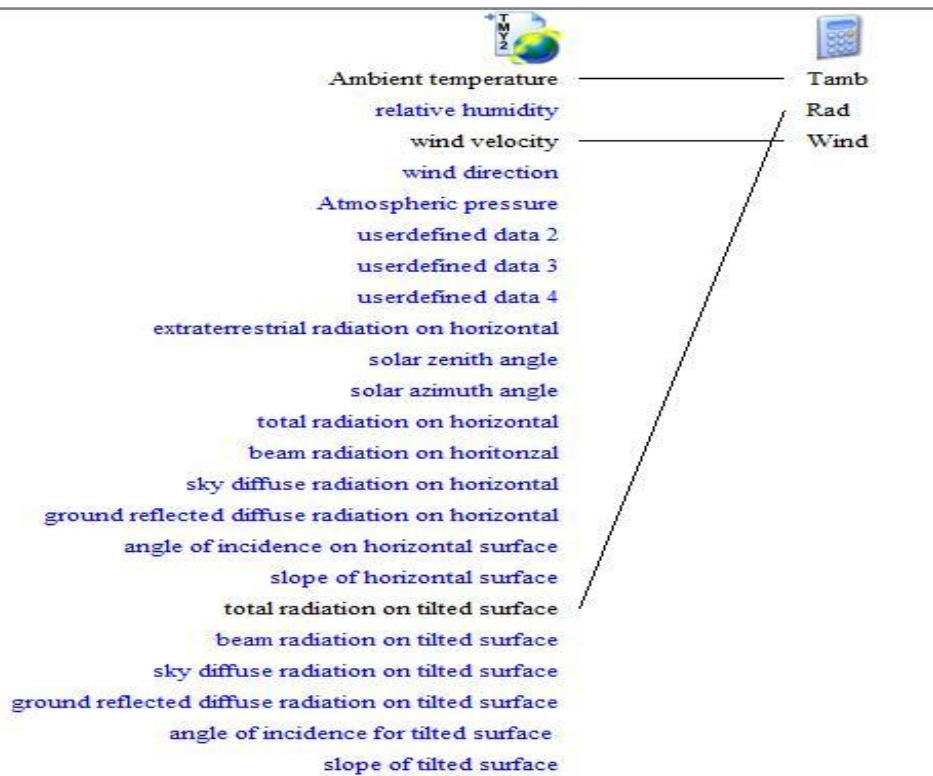 TMY2
Ambient temperature Tamb
relative humidity Rad
wind velocity Wind
wind direction
Atmospheric pressure
userdefined data 2
userdefined data 3
userdefined data 4
extraterrestrial radiation on horizontal
solar zenith angle
solar azimuth angle
total radiation on horizontal
beam radiation on horitonzal
sky diffuse radiation on horizontal
ground reflected diffuse radiation on horizontal
angle of incidence on horizontal surface
slope of horizontal surface
total radiation on tilted surface
beam radiation on tilted surface
sky diffuse radiation on tilted surface
ground reflected diffuse radiation on tilted surface
angle of incidence for tilted surface
slope of tilted surface